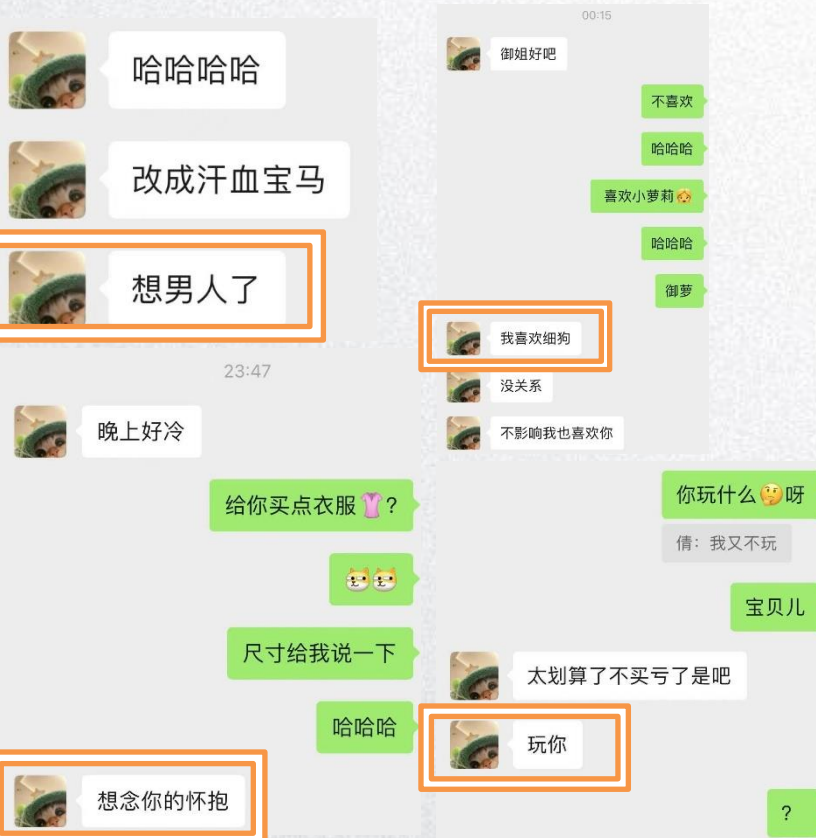 哈哈哈哈
改成汗血宝马
想男人了
23:47
晚上好冷
给你买点衣服👚?
🐱🐱
尺寸给我说一下
哈哈哈
想念你的怀抱
00:15
御姐好吧
不喜欢
哈哈哈
喜欢小萝莉👧
哈哈哈
御萝
我喜欢细狗
没关系
不影响我也喜欢你
你玩什么🤔呀
倩：我又不玩
宝贝儿
太划算了不买亏了是吧
玩你
?